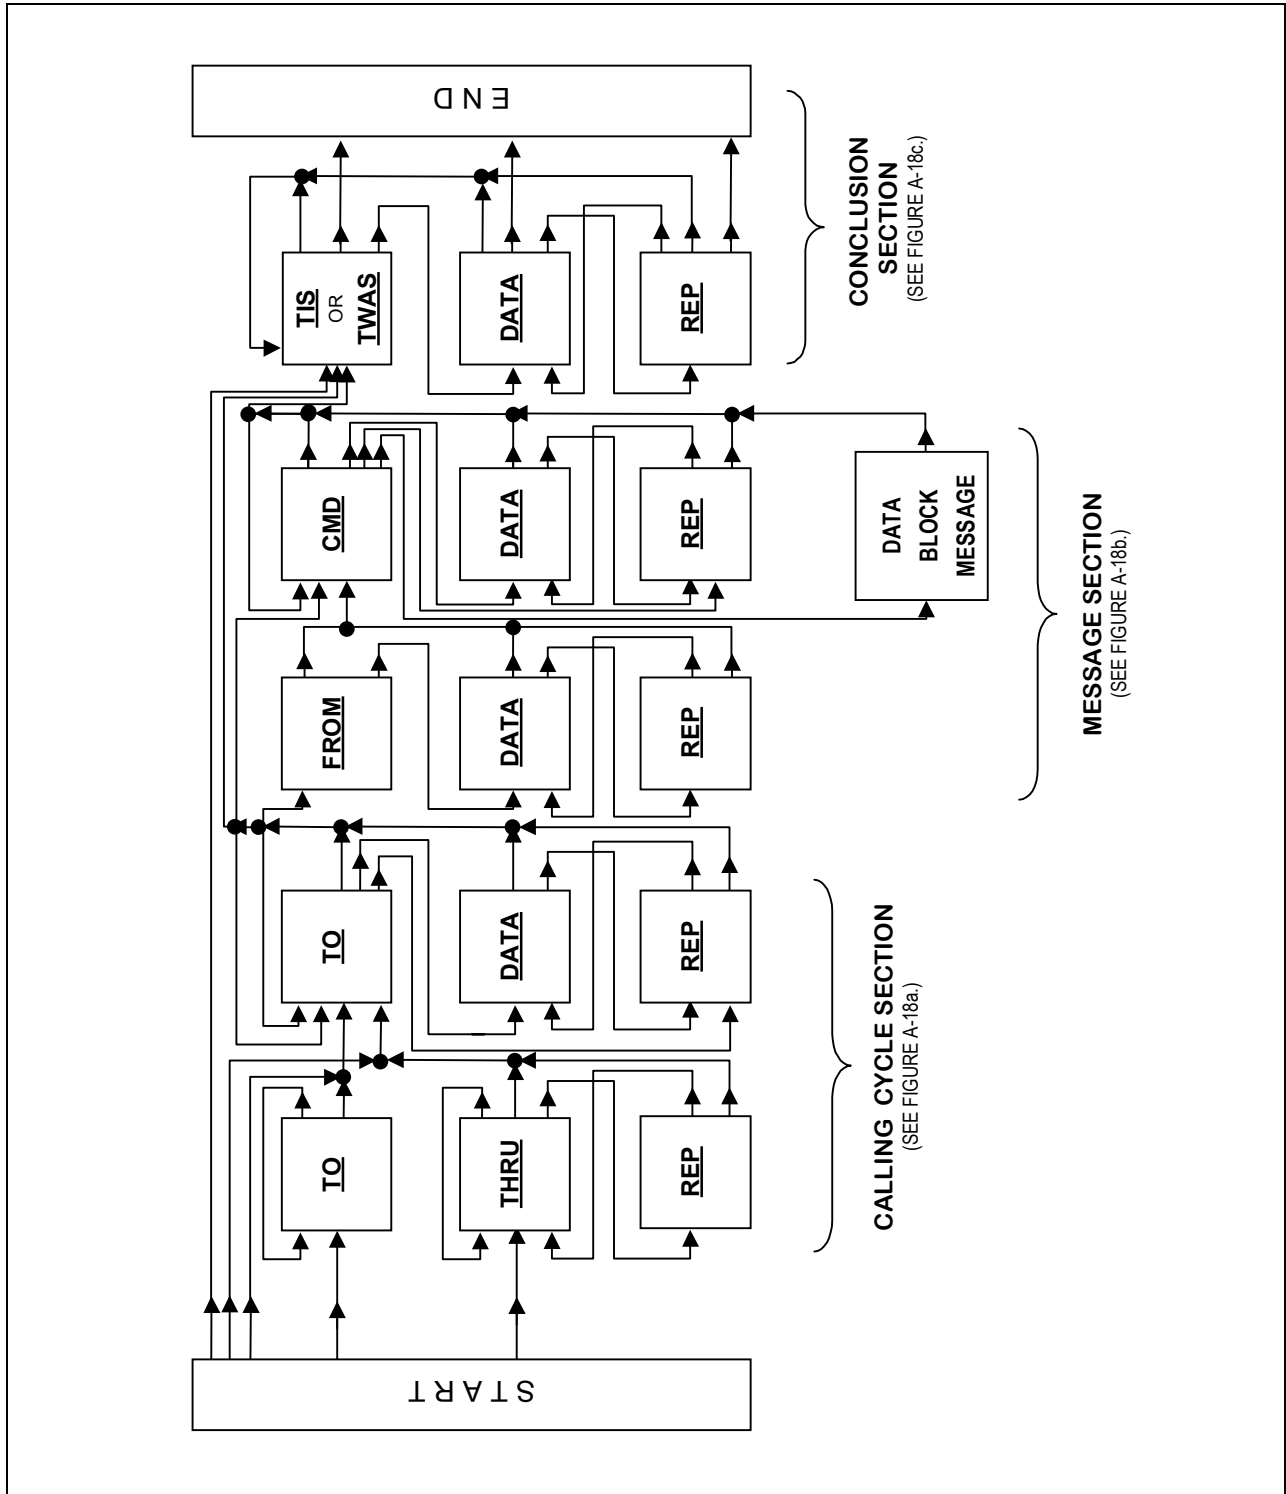 START
TO
THRU
REP
TO
DATA
REP
FROM
DATA
REP
CMD
DATA
REP
DATA
BLOCK
MESSAGE
TIS
OR
TWAS
DATA
REP
END
CALLING CYCLE SECTION
(SEE FIGURE A-18a.)
MESSAGE SECTION
(SEE FIGURE A-18b.)
CONCLUSION
SECTION
(SEE FIGURE A-18c.)